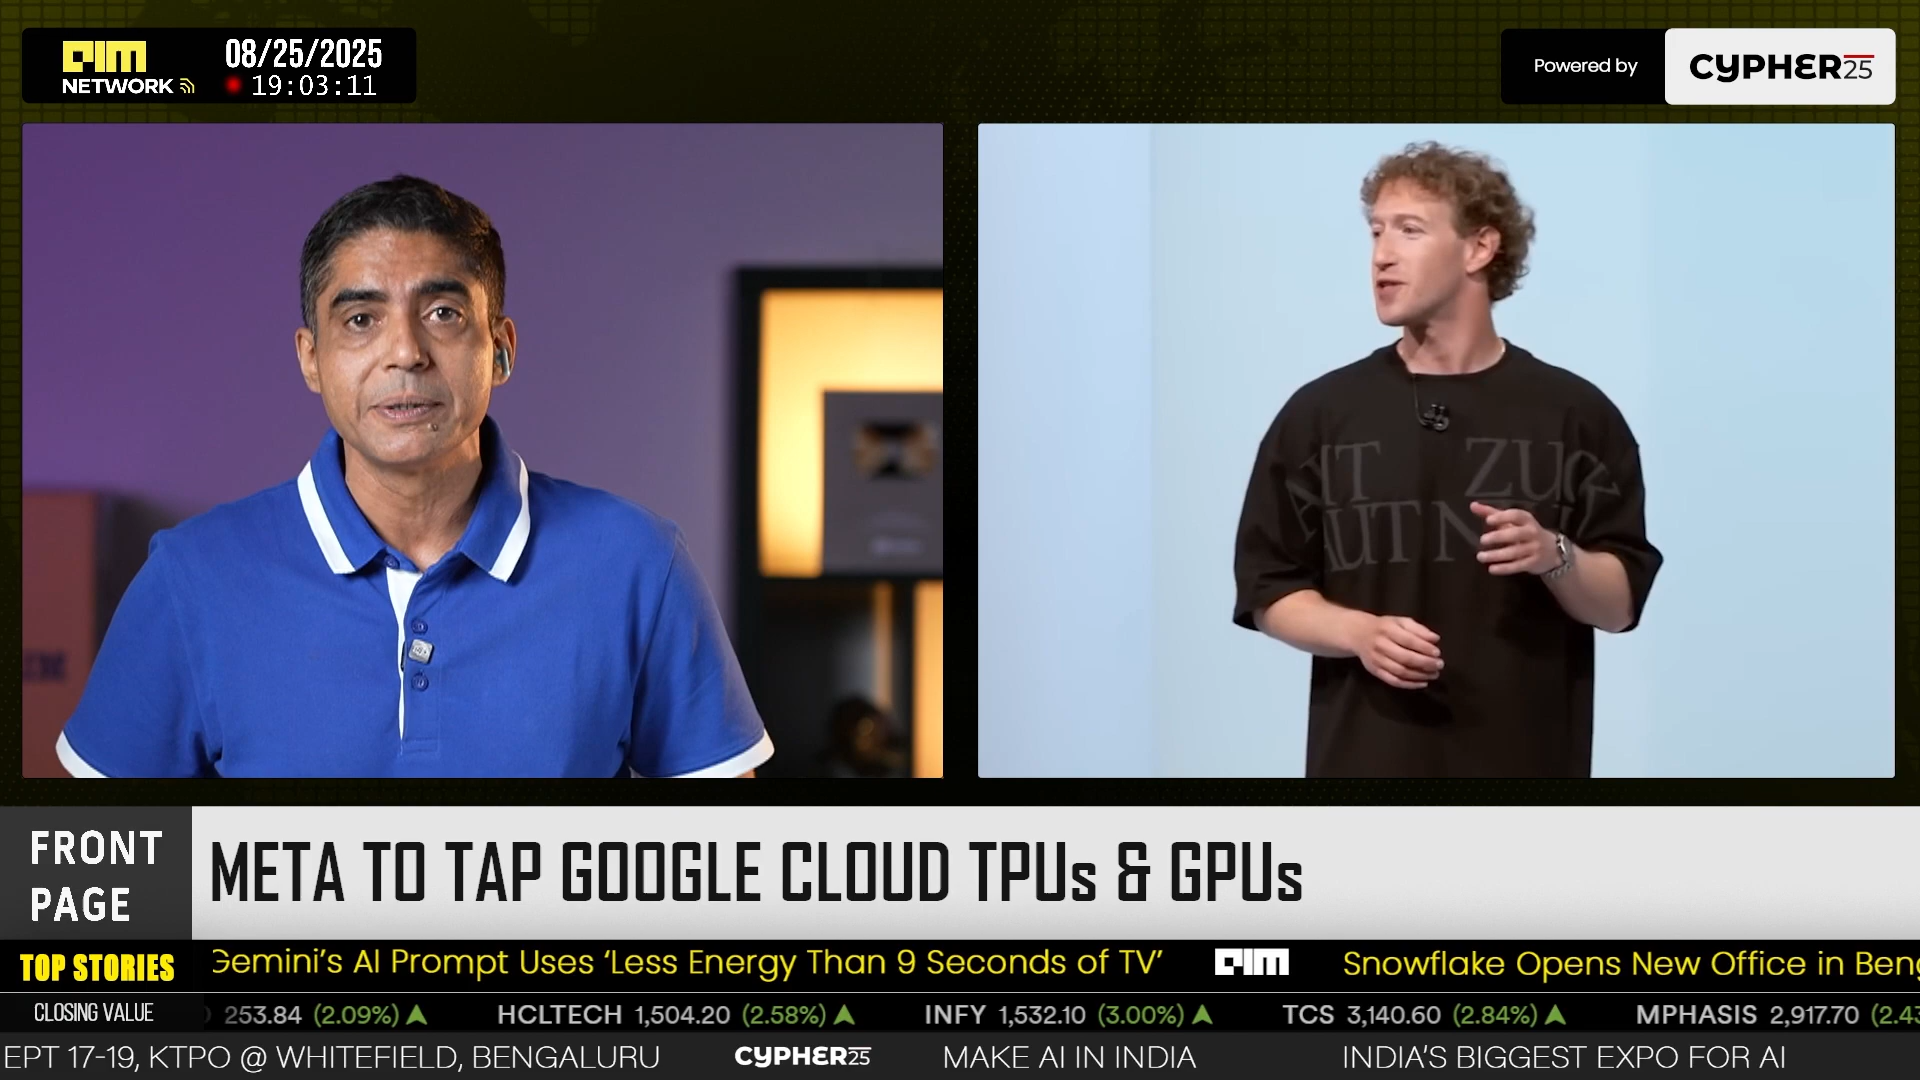 AIM
NETWORK
08/25/2025
19:03:11
Powered by
CYPHER25
ZUCK
AUT N
FRONT
PAGE
META TO TAP GOOGLE CLOUD TPUs & GPUs
TOP STORIES
Gemini's AI Prompt Uses ‘Less Energy Than 9 Seconds of TV’ AIM Snowflake Opens New Office in Beng
CLOSING VALUE
253.84 (2.09%) HCLTECH 1,504.20 (2.58%) INFY 1,532.10 (3.00%) TCS 3,140.60 (2.84%) MPHASIS 2,917.70 (2.43
EPT 17-19, KTPO @ WHITEFIELD, BENGALURU CYPHER25 MAKE AI IN INDIA INDIA'S BIGGEST EXPO FOR AI